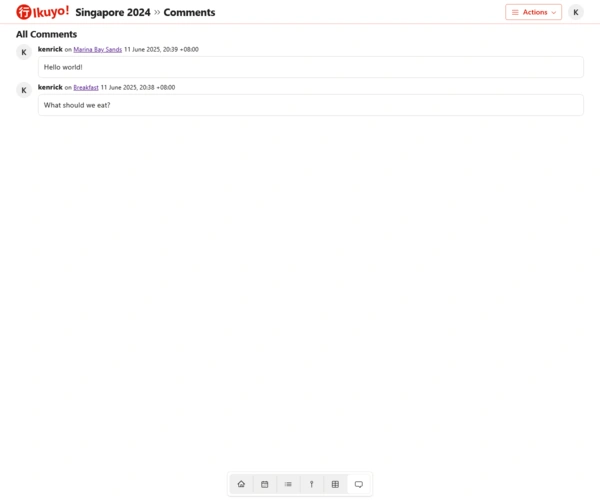 行 Ikuyo! Singapore 2024 » Comments Actions K
All Comments
K kenrick on Marina Bay Sands 11 June 2025, 20:39 +08:00
Hello world!
K kenrick on Breakfast 11 June 2025, 20:38 +08:00
What should we eat?